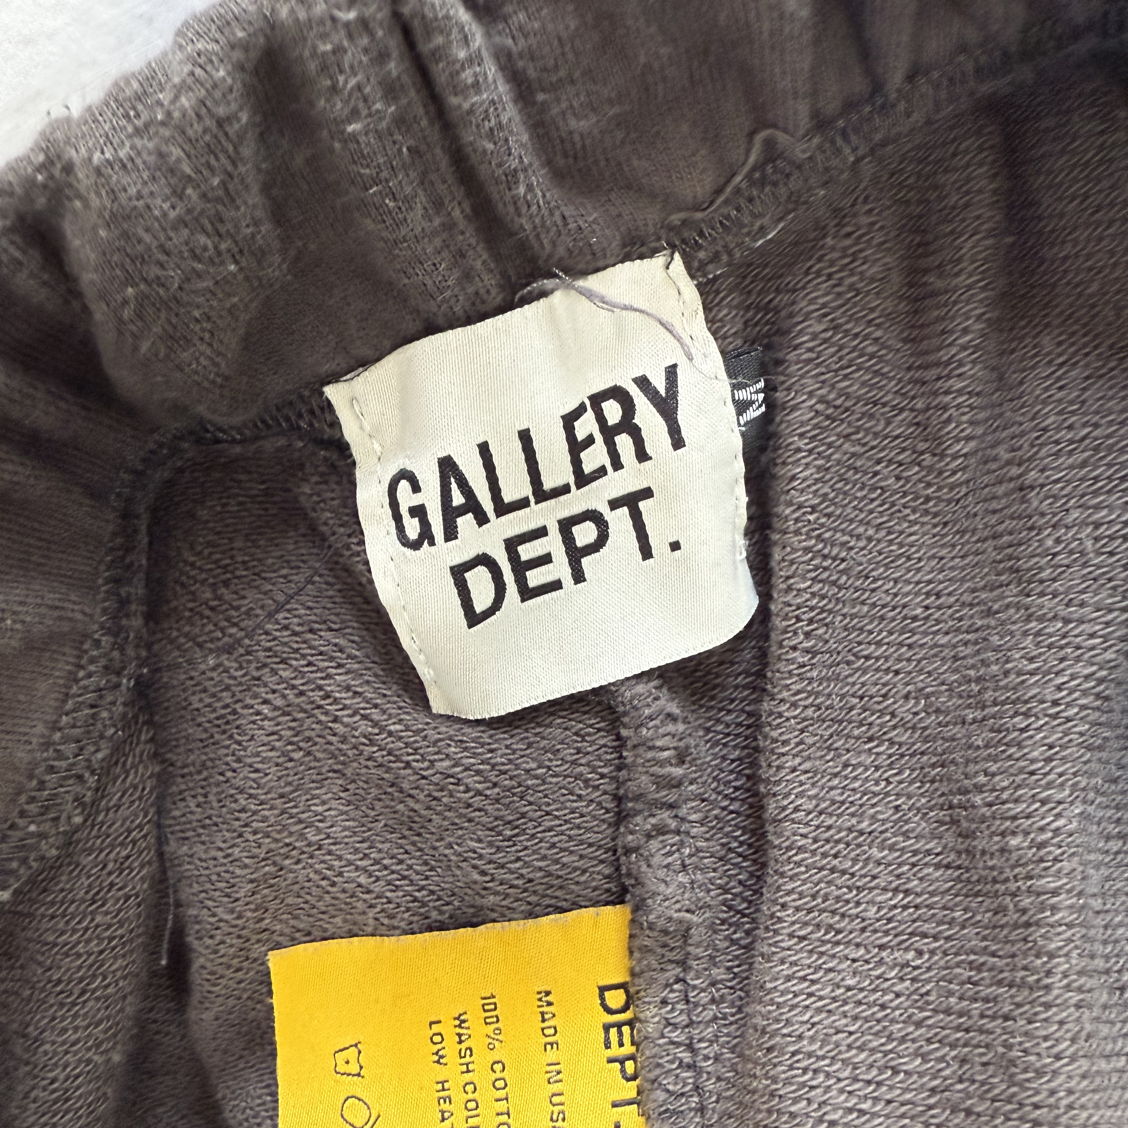 GALLERY
DEPT.
M
DEPT.
MADE IN USA
100% COTTO
WASH COL
LOW HEA